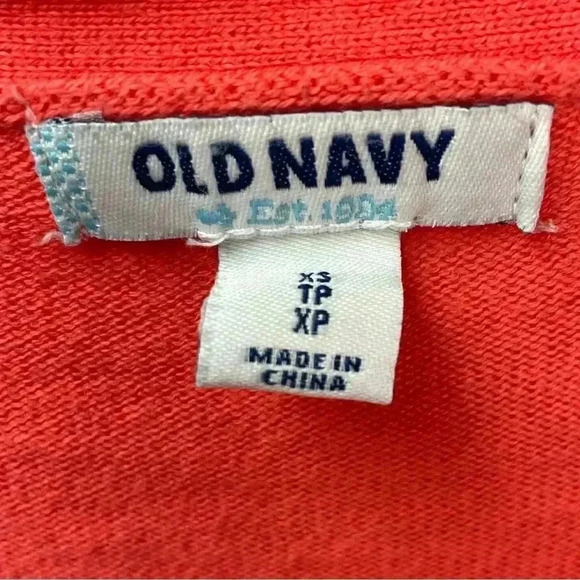 OLD NAVY
Est. 1994
XS
TP
XP
MADE IN
CHINA